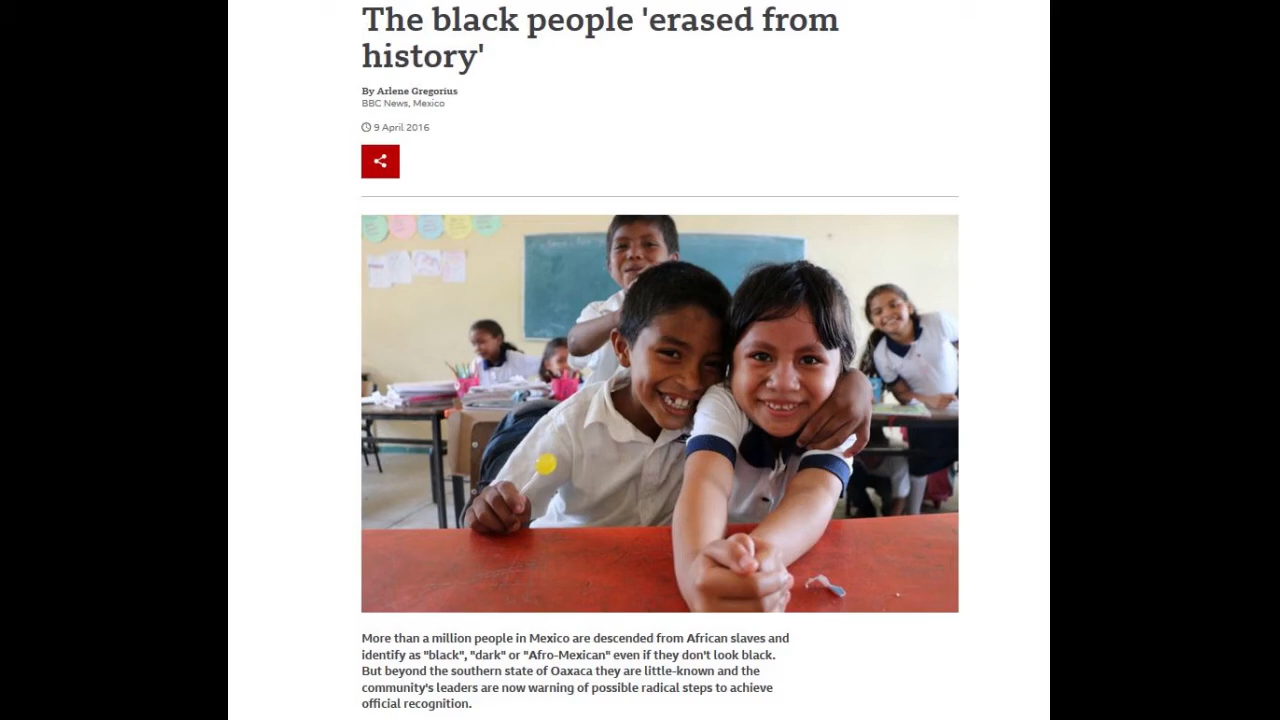 The black people 'erased from
history'
By Arlene Gregorius
BBC News, Mexico
9 April 2016
More than a million people in Mexico are descended from African slaves and
identify as "black", "dark" or "Afro-Mexican" even if they don't look black.
But beyond the southern state of Oaxaca they are little-known and the
community's leaders are now warning of possible radical steps to achieve
official recognition.